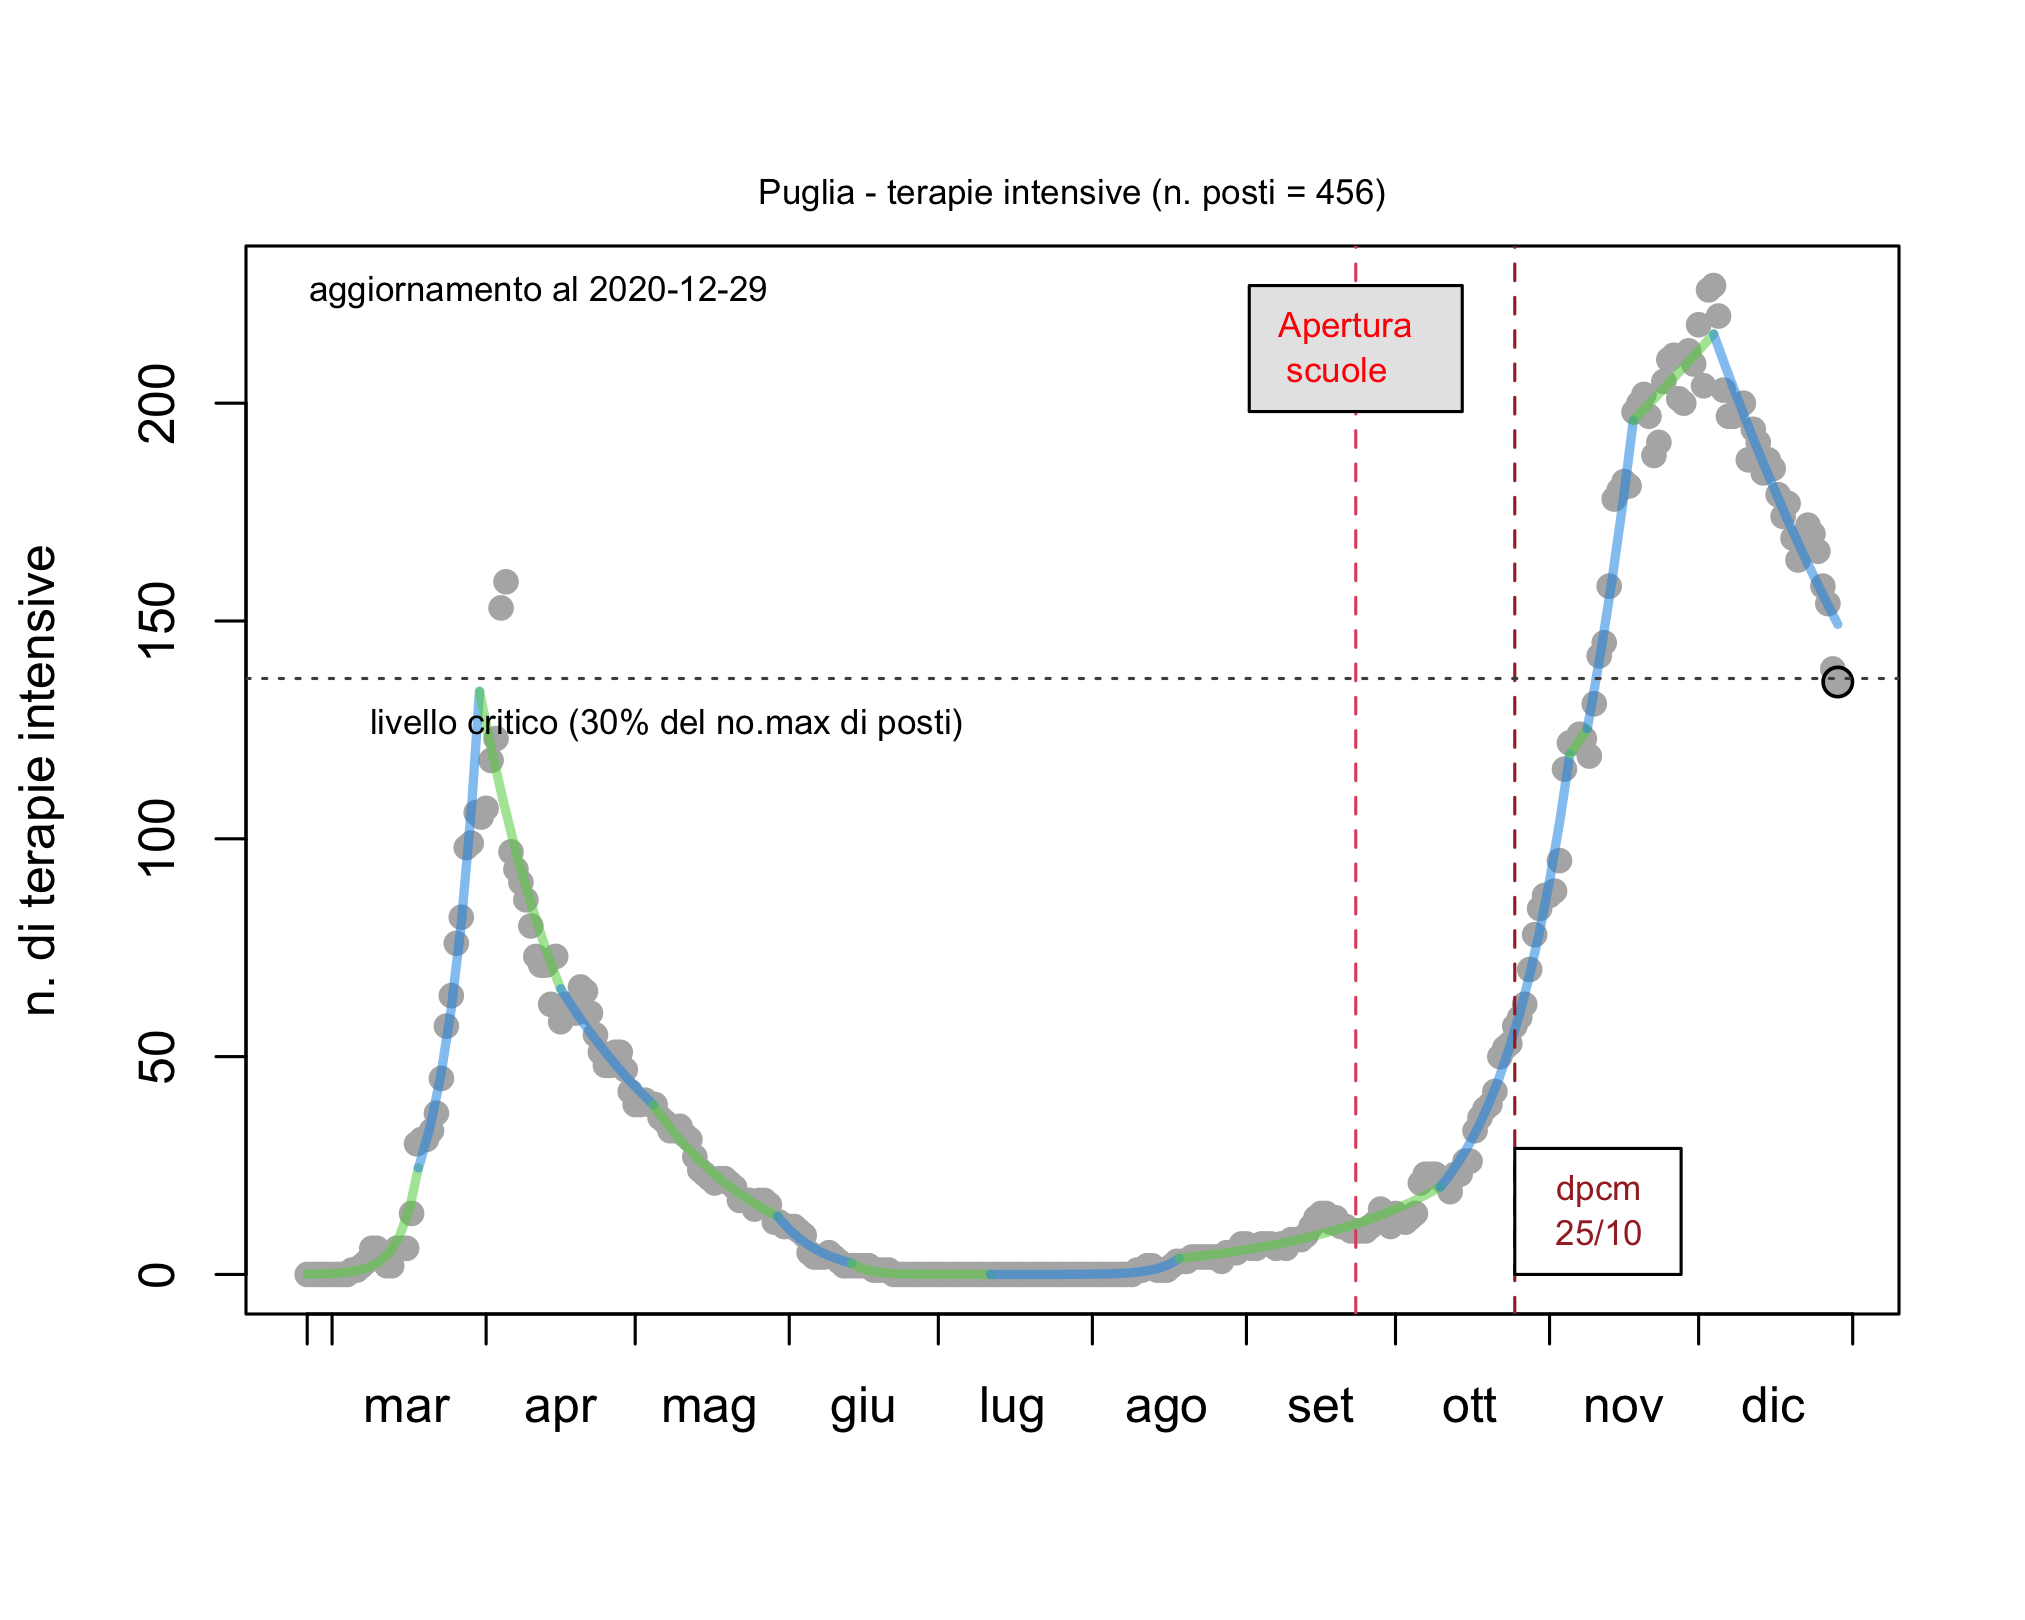 Puglia - terapie intensive (n. posti = 456)
aggiornamento al 2020-12-29
Apertura
scuole
n. di terapie intensive
200
150
100
50
0
livello critico (30% del no.max di posti)
dpcm
25/10
mar apr mag giu lug ago set ott nov dic